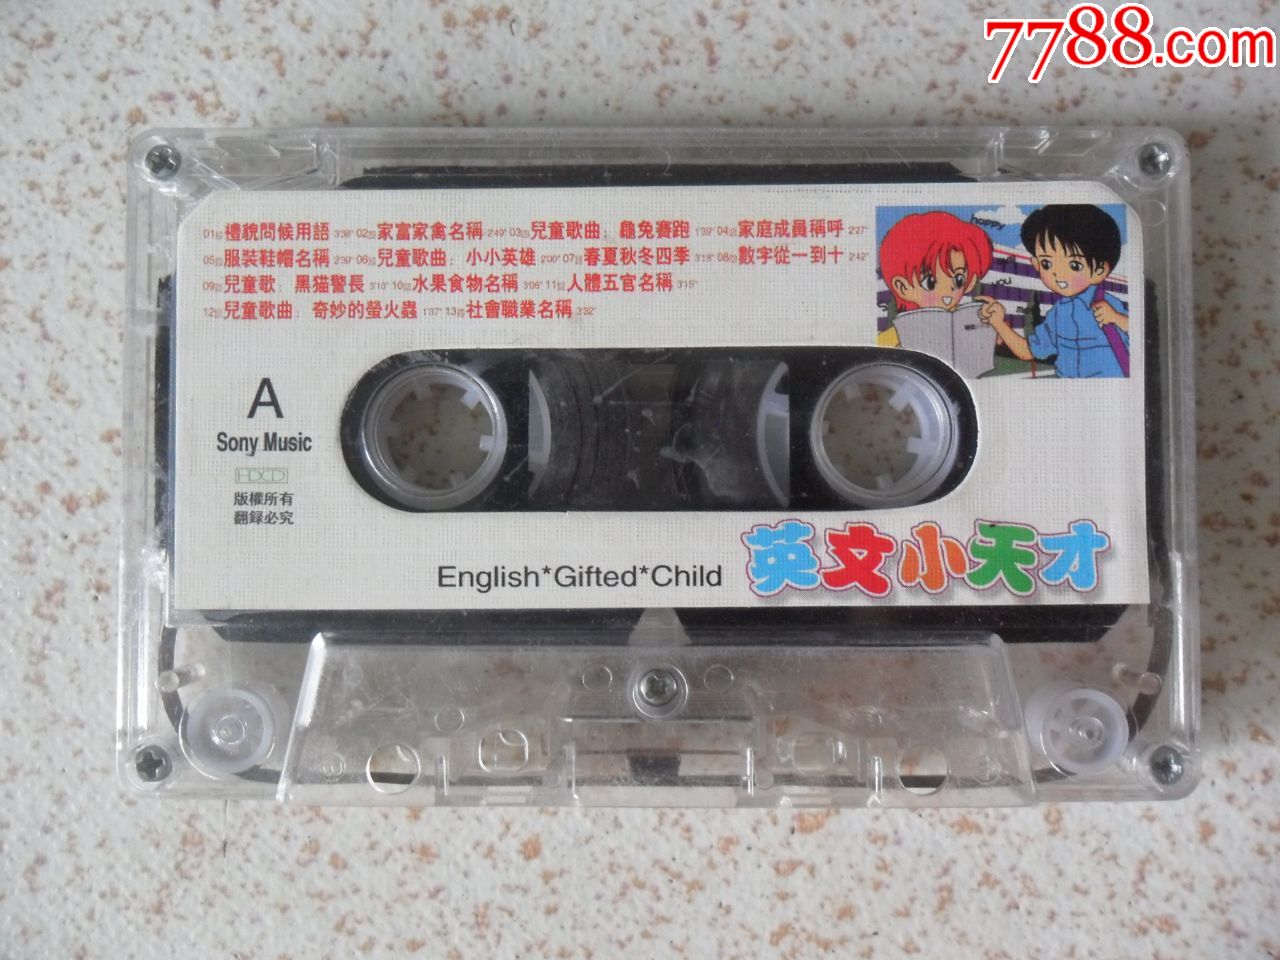 7788.com
01 禮貌問候用語 3'38" 02 家富家禽名稱 2'49" 03 兒童歌曲：龜兔賽跑 1'39" 04 家庭成員稱呼 2'27"
05 服裝鞋帽名稱 2'30" 06 兒童歌曲：小小英雄 2'09" 07 春夏秋冬四季 3'18" 08 數字從一到十 2'42"
09 兒童歌：黑猫警長 3'10" 10 水果食物名稱 3'06" 11 人體五官名稱 3'15"
12 兒童歌曲：奇妙的螢火蟲 1'37" 13 社會職業名稱 3'32"
happy
you
A
Sony Music
HDCD
版權所有
翻録必究
English*Gifted*Child
英文小天才